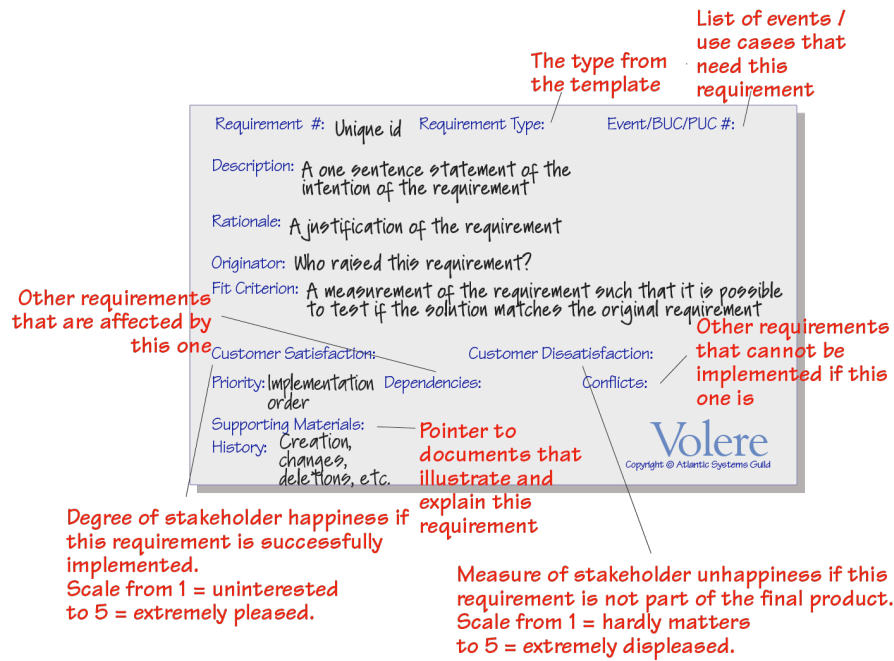 List of events /
use cases that
need this
requirement
The type from
the template
Requirement #: Unique id Requirement Type: Event/BUC/PUC #:
Description: A one sentence statement of the
intention of the requirement
Rationale: A justification of the requirement
Originator: Who raised this requirement?
Fit Criterion: A measurement of the requirement such that it is possible
to test if the solution matches the original requirement
Other requirements
that are affected by
this one
Other requirements
that cannot be
implemented if this
one is
Customer Satisfaction: Customer Dissatisfaction:
Priority: Implementation
order
Dependencies: Conflicts:
Supporting Materials:
History: Creation,
changes,
deletions, etc.
Pointer to
documents that
illustrate and
explain this
requirement
Volere
Copyright © Atlantic Systems Guild
Degree of stakeholder happiness if
this requirement is successfully
implemented.
Scale from 1 = uninterested
to 5 = extremely pleased.
Measure of stakeholder unhappiness if this
requirement is not part of the final product.
Scale from 1 = hardly matters
to 5 = extremely displeased.